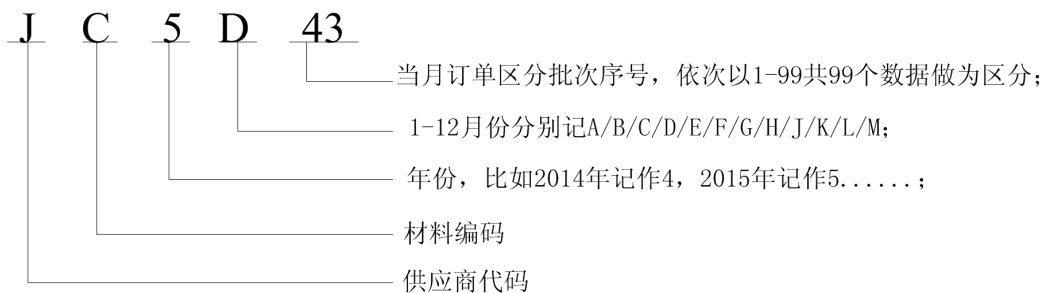 J C 5 D 43
当月订单区分批次序号，依次以1-99共99个数据做为区分；
1-12月份分别记A/B/C/D/E/F/G/H/J/K/L/M；
年份，比如2014年记作4，2015年记作5......；
材料编码
供应商代码